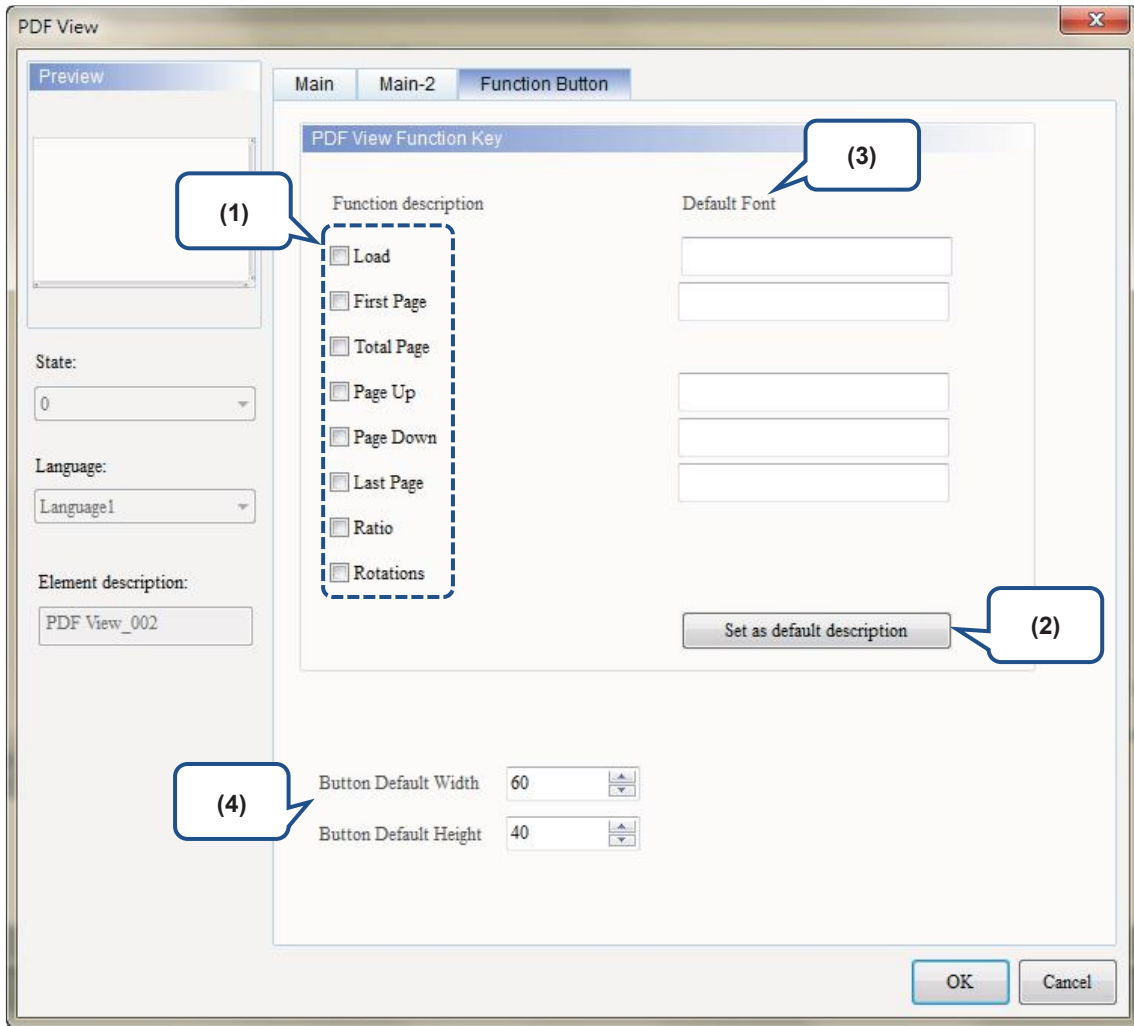 PDF View
Preview
Main Main-2 Function Button
PDF View Function Key
(3)
(1)
Function description Default Font
Load
First Page
Total Page
State:
Page Up
0
Page Down
Language:
Last Page
Language1
Ratio
Rotations
Element description:
PDF View_002
Set as default description
(2)
Button Default Width 60
(4)
Button Default Height 40
OK Cancel